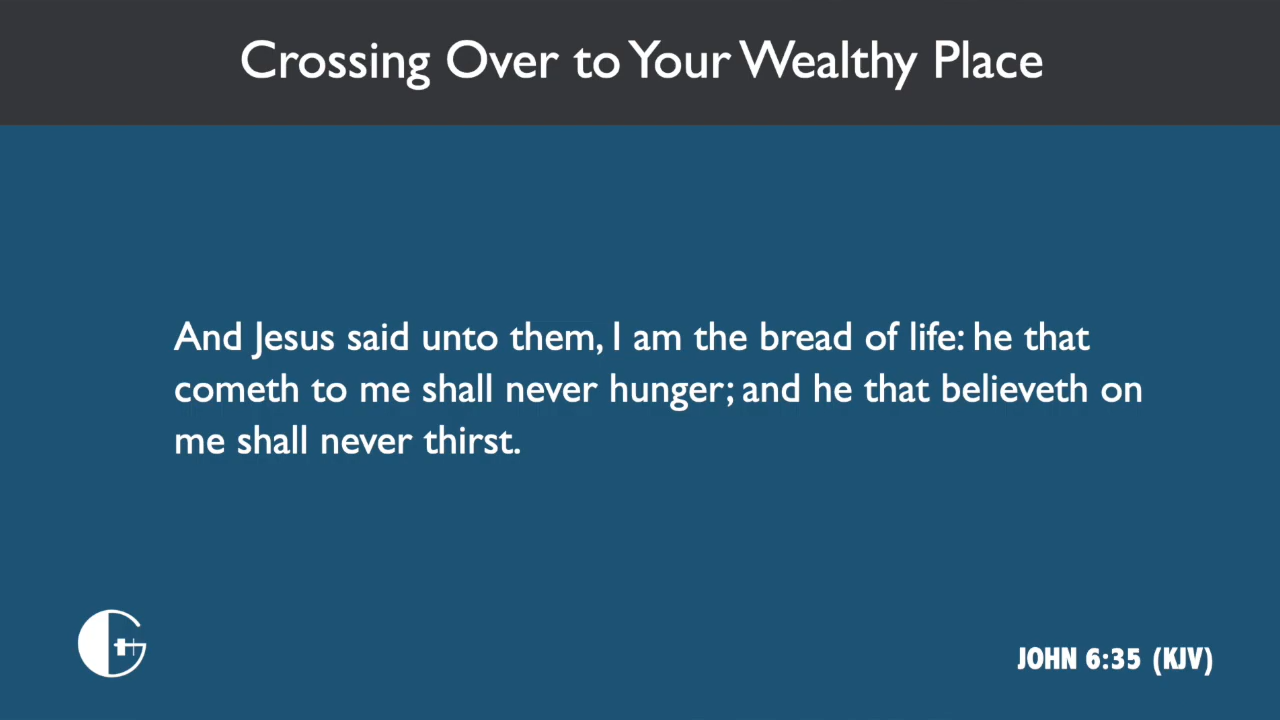 Crossing Over to Your Wealthy Place
And Jesus said unto them, I am the bread of life: he that
cometh to me shall never hunger; and he that believeth on
me shall never thirst.
JOHN 6:35 (KJV)